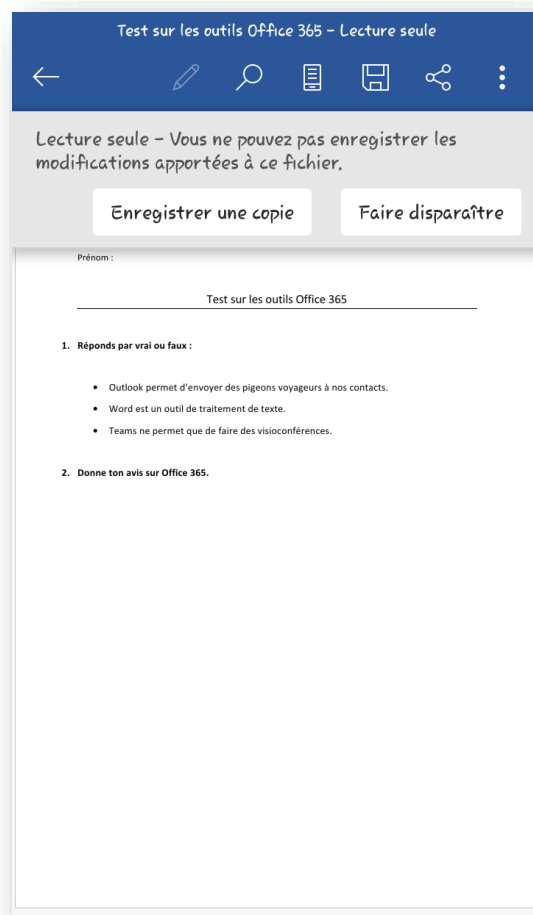 Test sur les outils Office 365 - Lecture seule
Lecture seule - Vous ne pouvez pas enregistrer les
modifications apportées à ce fichier.
Enregistrer une copie
Faire disparaître
Prénom :
Test sur les outils Office 365
1. Réponds par vrai ou faux :
• Outlook permet d'envoyer des pigeons voyageurs à nos contacts.
• Word est un outil de traitement de texte.
• Teams ne permet que de faire des visioconférences.
2. Donne ton avis sur Office 365.